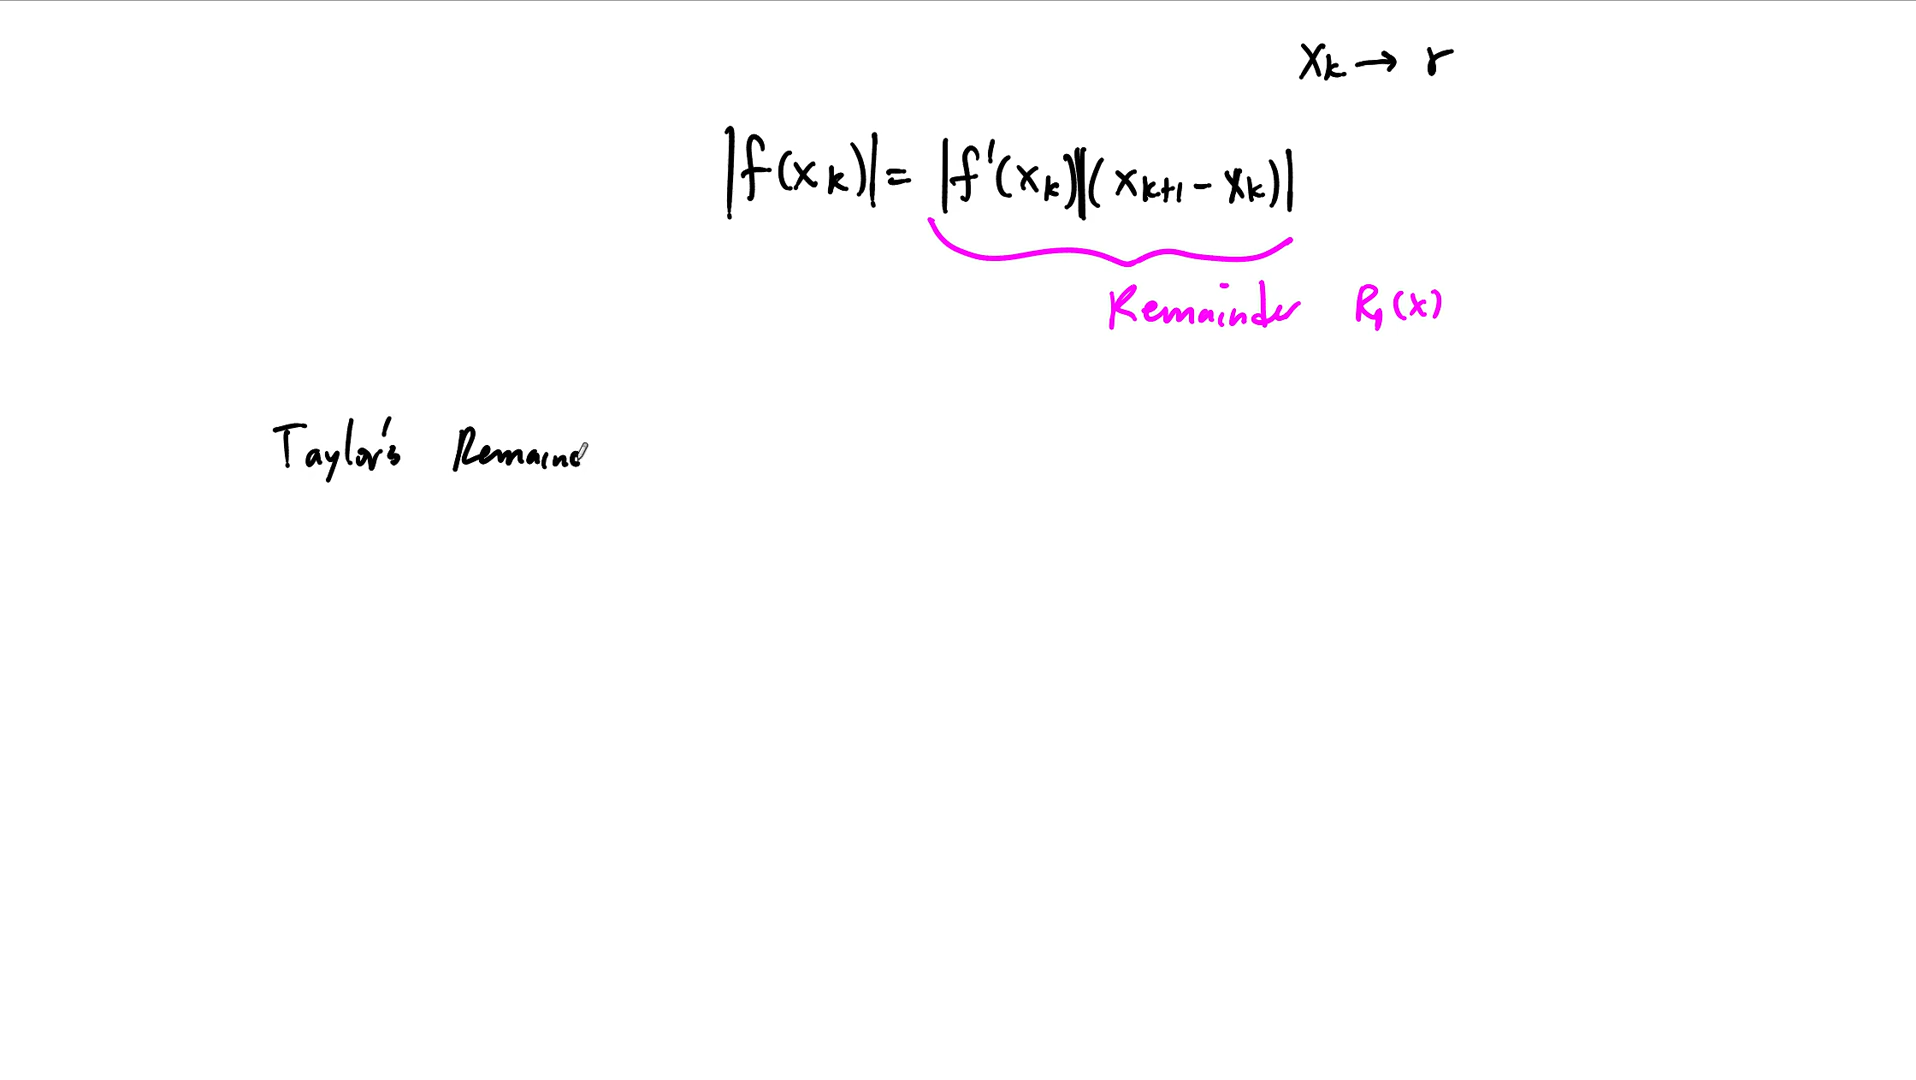 xₖ → r
|f(xₖ)| = |f'(xₖ)||(xₖ₊₁ - xₖ)|
Remainder R₁(x)
Taylor's Remaind